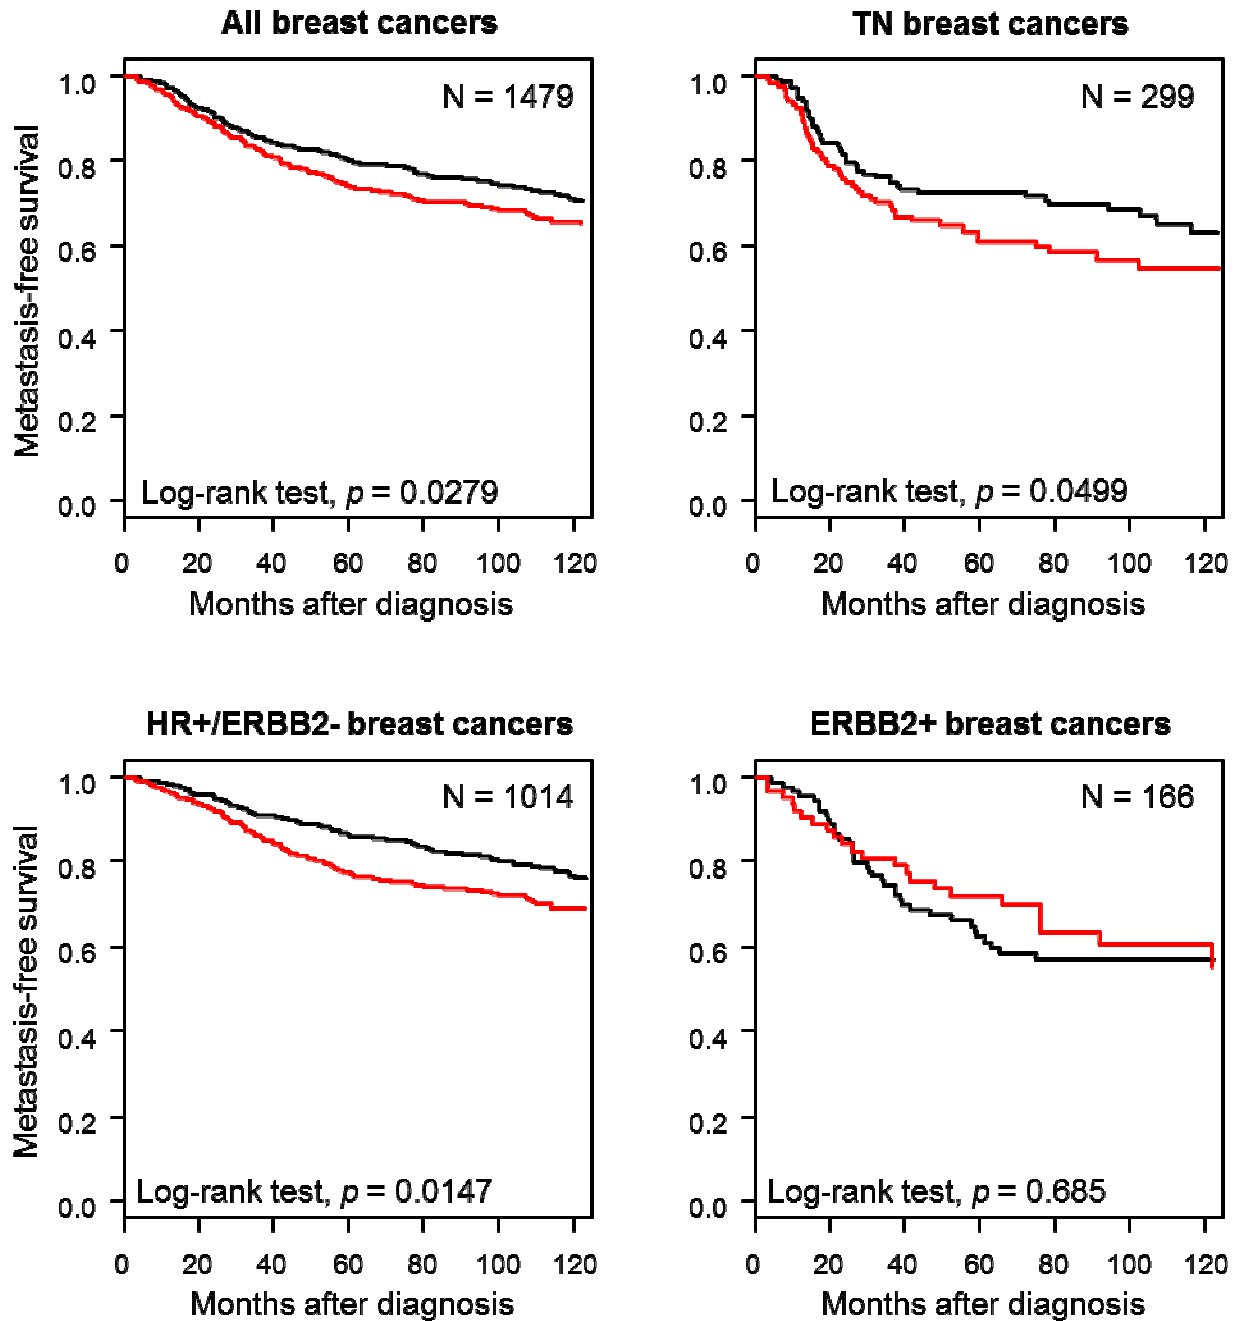 All breast cancers
N = 1479
Metastasis-free survival
1.0
0.8
0.6
0.4
0.2
0.0
Log-rank test, p = 0.0279
0 20 40 60 80 100 120
Months after diagnosis
TN breast cancers
N = 299
1.0
0.8
0.6
0.4
0.2
0.0
Log-rank test, p = 0.0499
0 20 40 60 80 100 120
Months after diagnosis
HR+/ERBB2- breast cancers
N = 1014
Metastasis-free survival
1.0
0.8
0.6
0.4
0.2
0.0
Log-rank test, p = 0.0147
0 20 40 60 80 100 120
Months after diagnosis
ERBB2+ breast cancers
N = 166
1.0
0.8
0.6
0.4
0.2
0.0
Log-rank test, p = 0.685
0 20 40 60 80 100 120
Months after diagnosis